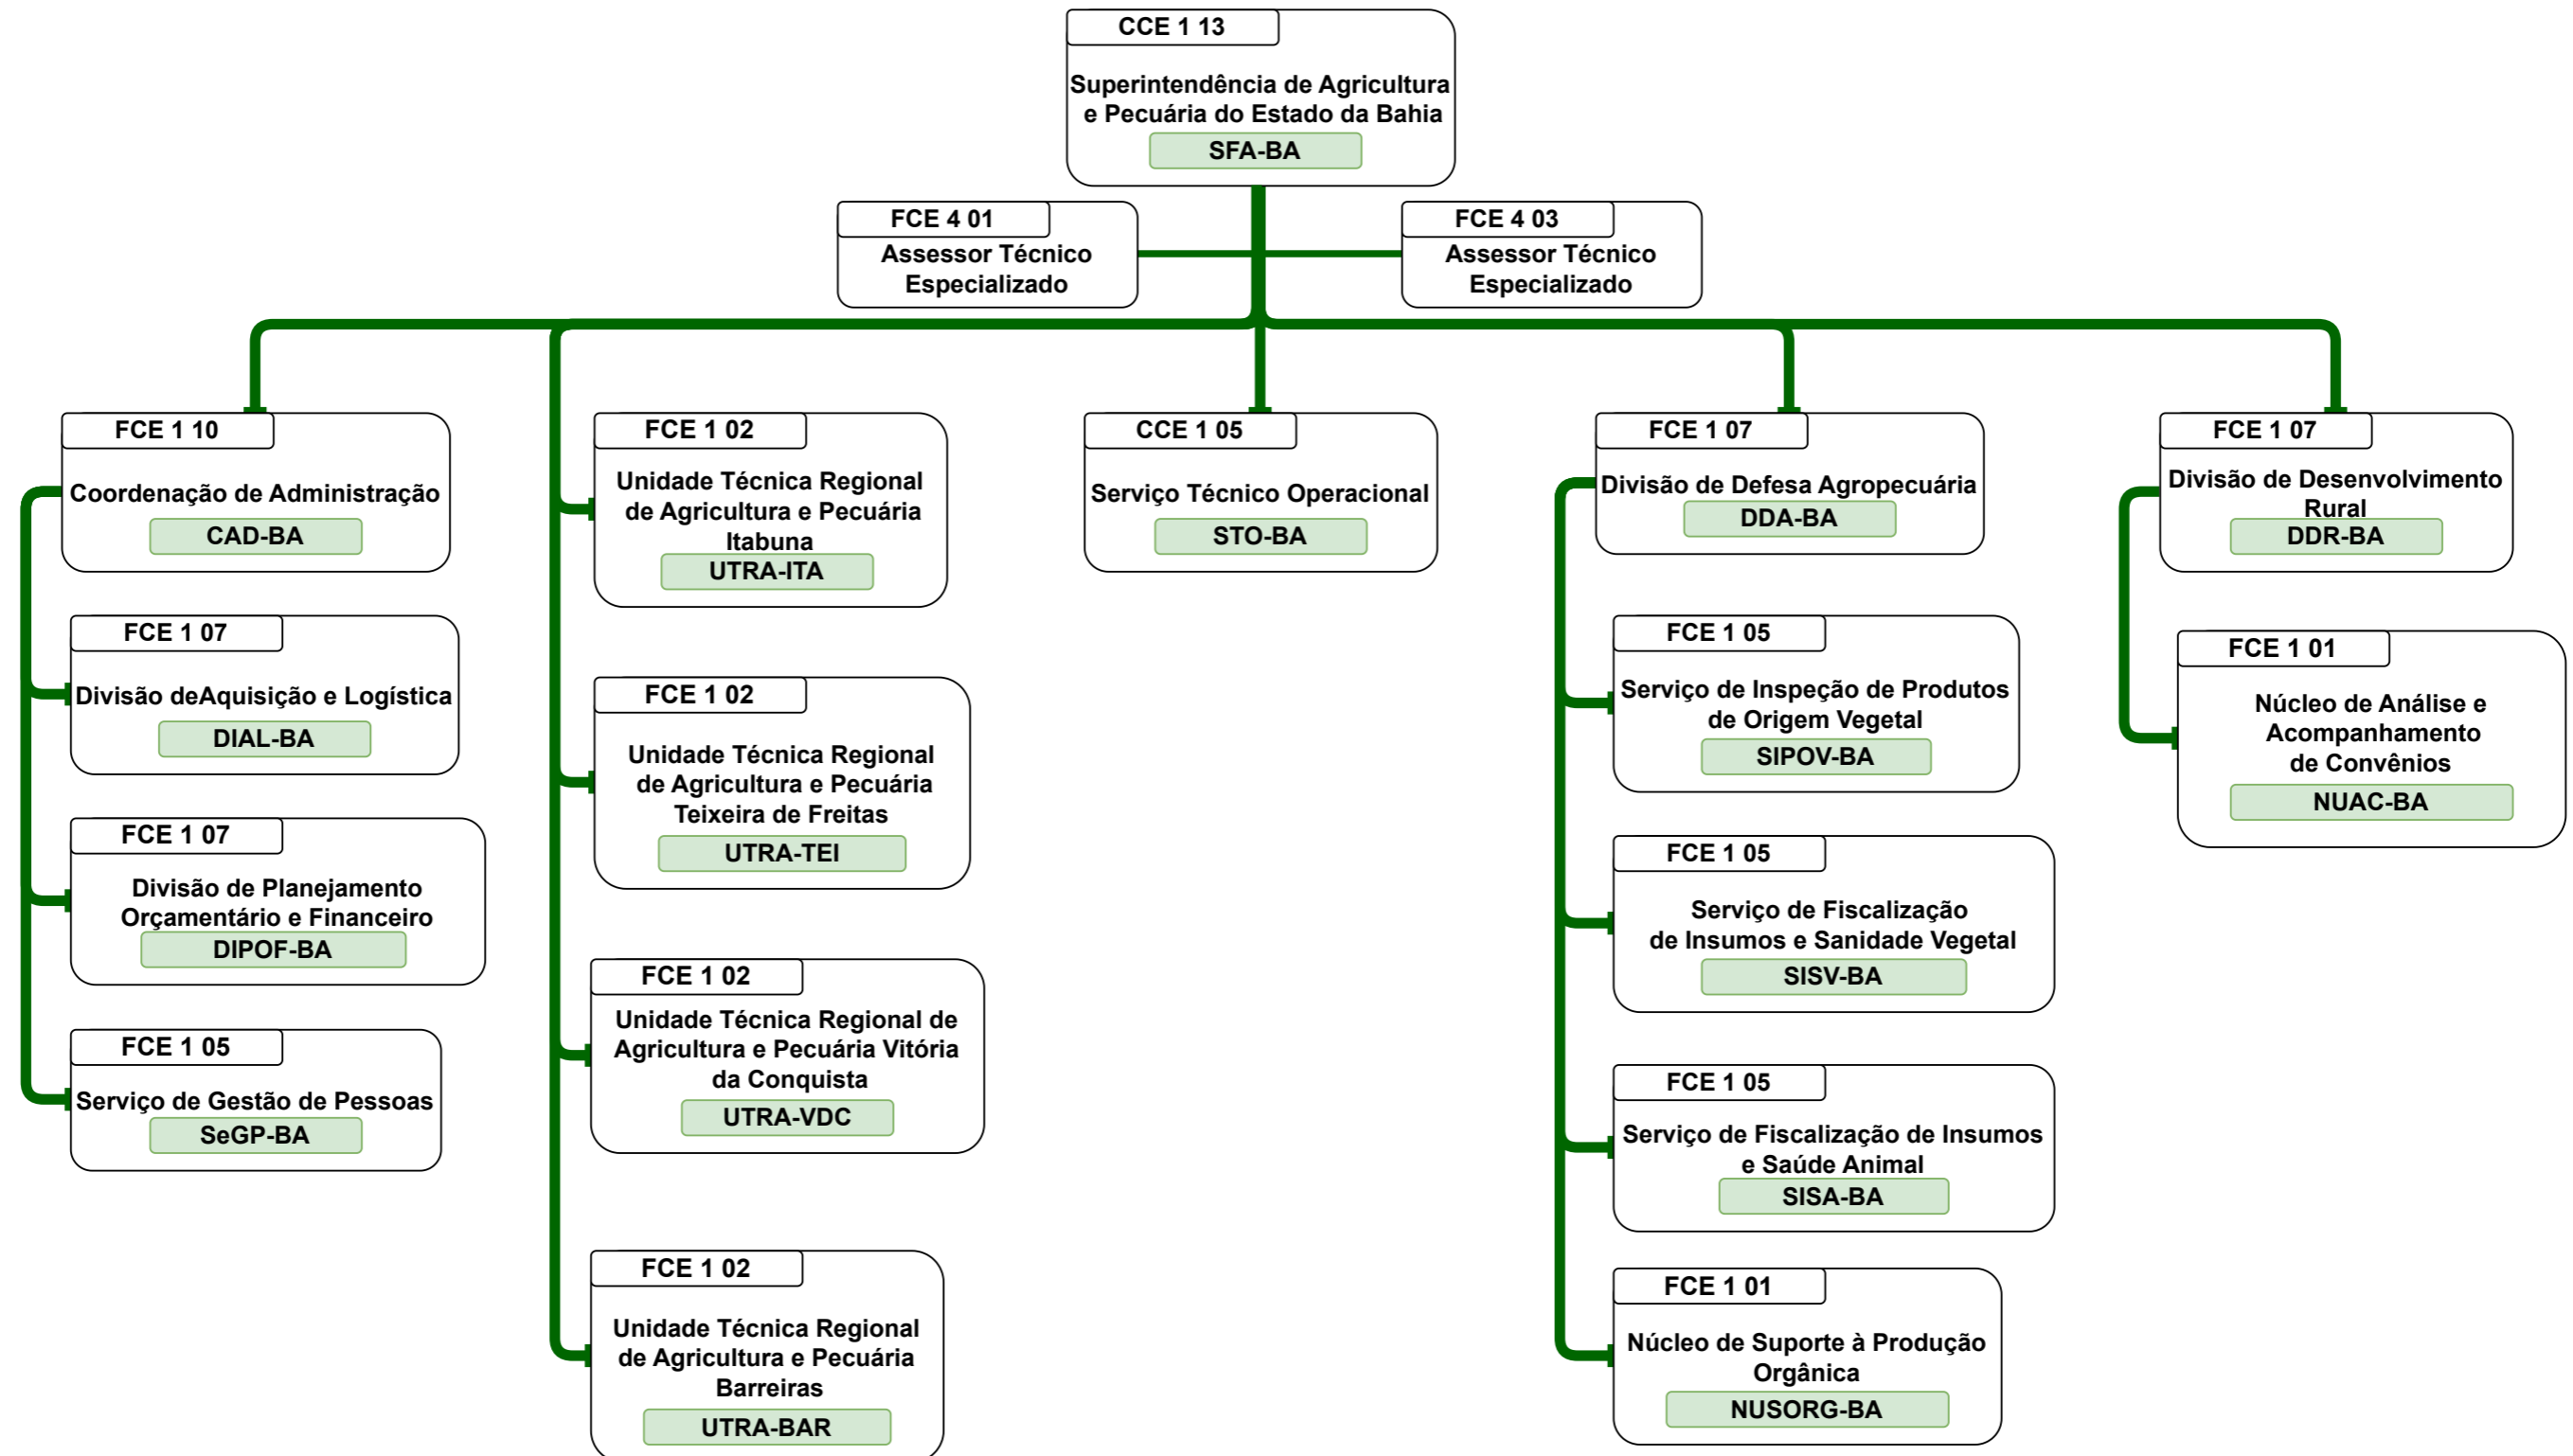 CCE 1 13
Superintendência de Agricultura
e Pecuária do Estado da Bahia
SFA-BA
FCE 4 01
Assessor Técnico
Especializado
FCE 4 03
Assessor Técnico
Especializado
FCE 1 10
Coordenação de Administração
CAD-BA
FCE 1 07
Divisão deAquisição e Logística
DIAL-BA
FCE 1 07
Divisão de Planejamento
Orçamentário e Financeiro
DIPOF-BA
FCE 1 05
Serviço de Gestão de Pessoas
SeGP-BA
FCE 1 02
Unidade Técnica Regional
de Agricultura e Pecuária
Itabuna
UTRA-ITA
FCE 1 02
Unidade Técnica Regional
de Agricultura e Pecuária
Teixeira de Freitas
UTRA-TEI
FCE 1 02
Unidade Técnica Regional de
Agricultura e Pecuária Vitória
da Conquista
UTRA-VDC
FCE 1 02
Unidade Técnica Regional
de Agricultura e Pecuária
Barreiras
UTRA-BAR
CCE 1 05
Serviço Técnico Operacional
STO-BA
FCE 1 07
Divisão de Defesa Agropecuária
DDA-BA
FCE 1 05
Serviço de Inspeção de Produtos
de Origem Vegetal
SIPOV-BA
FCE 1 05
Serviço de Fiscalização
de Insumos e Sanidade Vegetal
SISV-BA
FCE 1 05
Serviço de Fiscalização de Insumos
e Saúde Animal
SISA-BA
FCE 1 01
Núcleo de Suporte à Produção
Orgânica
NUSORG-BA
FCE 1 07
Divisão de Desenvolvimento
Rural
DDR-BA
FCE 1 01
Núcleo de Análise e
Acompanhamento
de Convênios
NUAC-BA